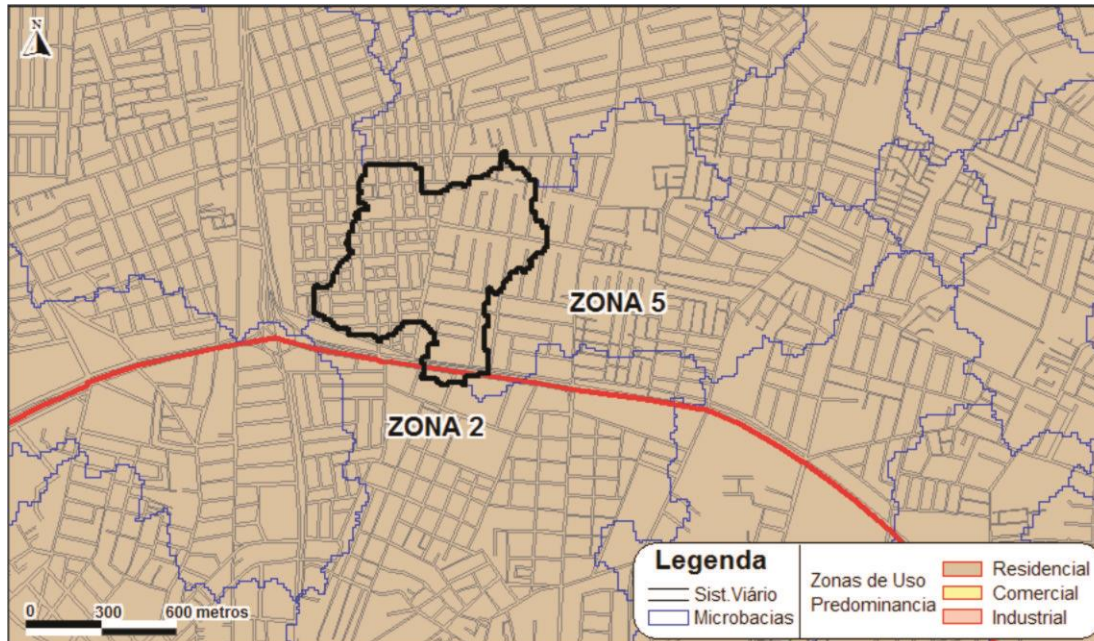 N
ZONA 5
ZONA 2
0 300 600 metros
Legenda
Sist.Viário
Microbacias
Zonas de Uso
Predominancia
Residencial
Comercial
Industrial